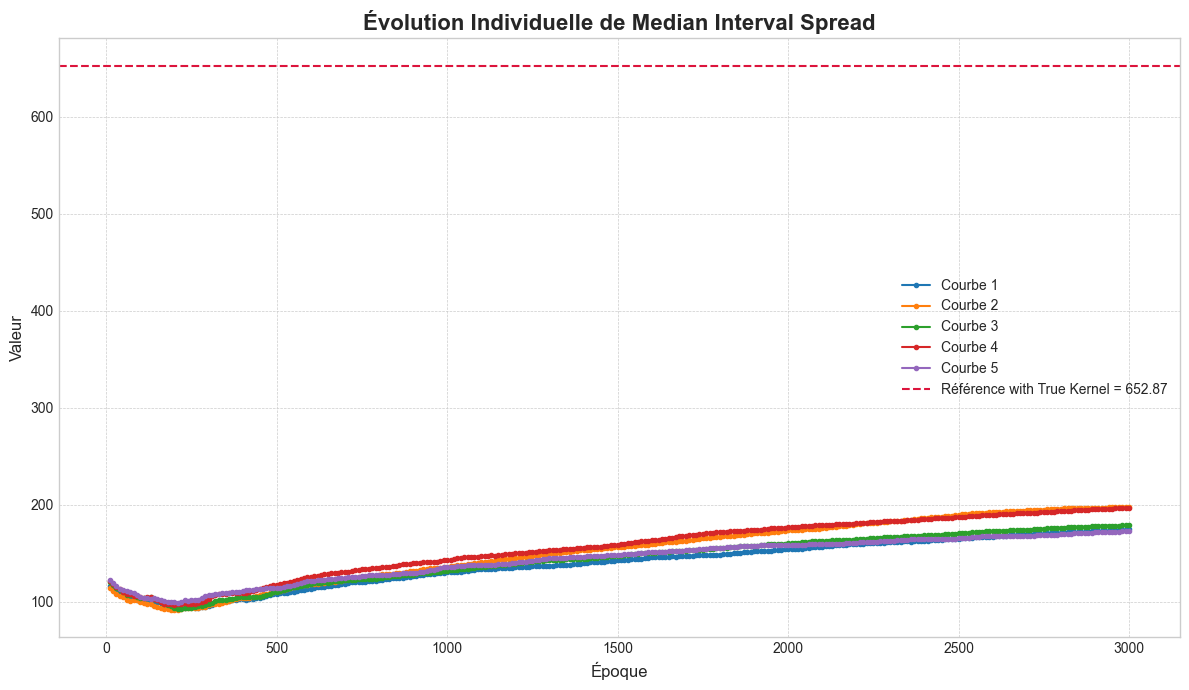 Évolution Individuelle de Median Interval Spread
600
500
400
300
200
100
Valeur
Courbe 1
Courbe 2
Courbe 3
Courbe 4
Courbe 5
Référence with True Kernel = 652.87
0
500
1000
1500
2000
2500
3000
Époque